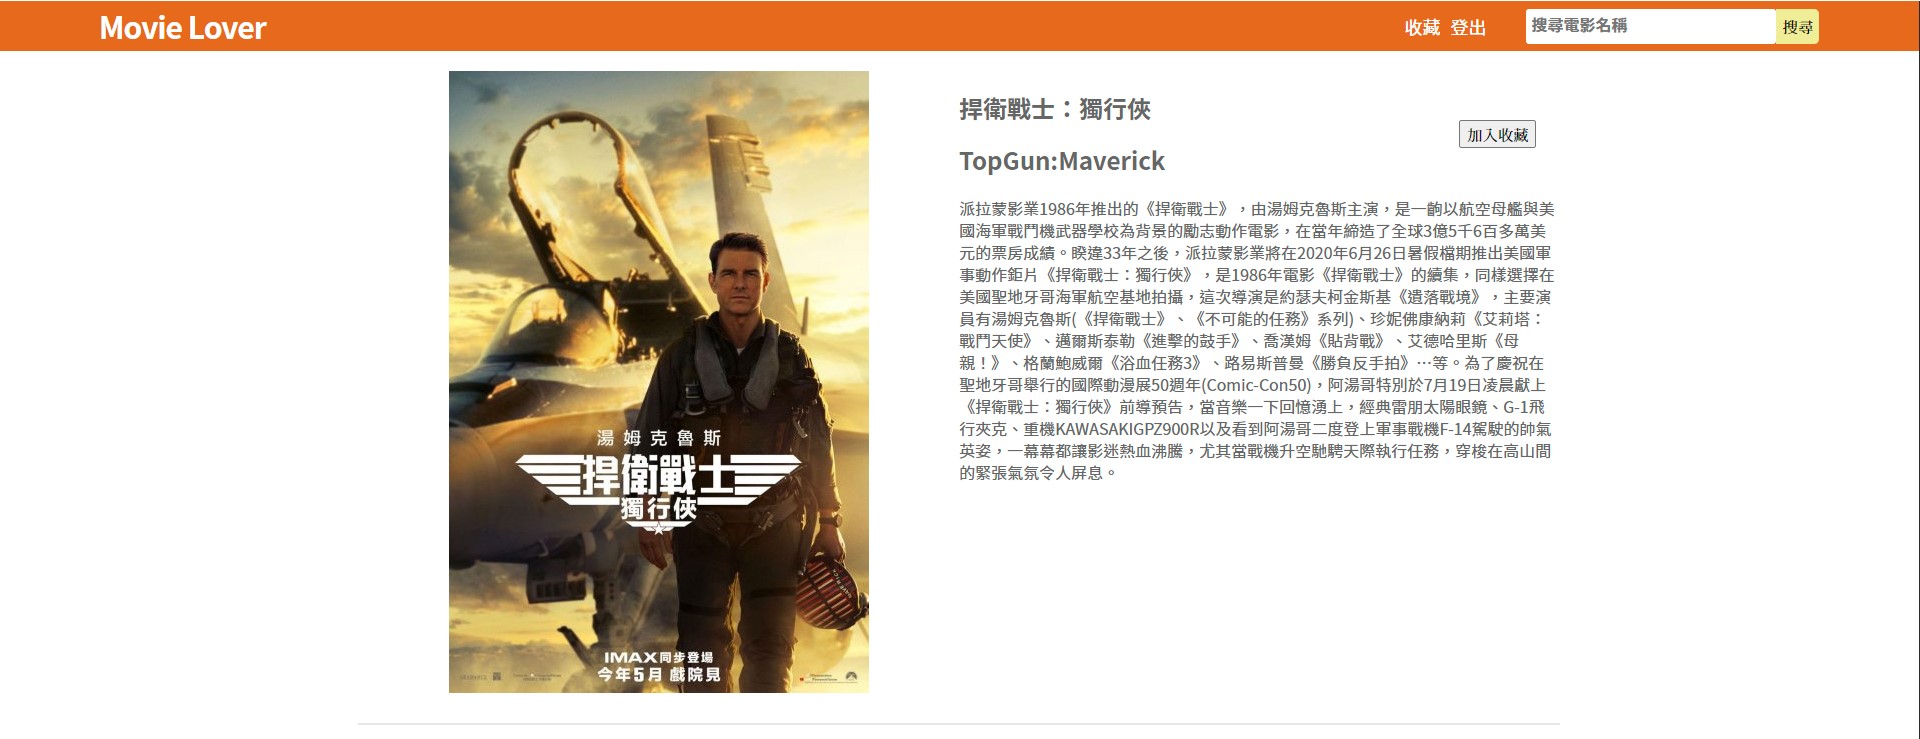 Movie Lover
收藏 登出
搜尋電影名稱
搜尋
捍衛戰士：獨行俠
加入收藏
TopGun:Maverick
派拉蒙影業1986年推出的《捍衛戰士》，由湯姆克魯斯主演，是一齣以航空母艦與美
國海軍戰鬥機武器學校為背景的勵志動作電影，在當年締造了全球3億5千6百多萬美
元的票房成績。睽違33年之後，派拉蒙影業將在2020年6月26日暑假檔期推出美國軍
事動作鉅片《捍衛戰士：獨行俠》，是1986年電影《捍衛戰士》的續集，同樣選擇在
美國聖地牙哥海軍航空基地拍攝，這次導演是約瑟夫柯金斯基《遺落戰境》，主要演
員有湯姆克魯斯(《捍衛戰士》、《不可能的任務》系列)、珍妮佛康納莉《艾莉塔：
戰鬥天使》、邁爾斯泰勒《進擊的鼓手》、喬漢姆《貼背戰》、艾德哈里斯《母
親！》、格蘭鮑威爾《浴血任務3》、路易斯普曼《勝負反手拍》…等。為了慶祝在
聖地牙哥舉行的國際動漫展50週年(Comic-Con50)，阿湯哥特別於7月19日凌晨獻上
《捍衛戰士：獨行俠》前導預告，當音樂一下回憶湧上，經典雷朋太陽眼鏡、G-1飛
行夾克、重機KAWASAKIGPZ900R以及看到阿湯哥二度登上軍事戰機F-14駕駛的帥氣
英姿，一幕幕都讓影迷熱血沸騰，尤其當戰機升空馳騁天際執行任務，穿梭在高山間
的緊張氣氛令人屏息。
湯姆克魯斯
捍衛戰士
獨行俠
IMAX同步登場
今年5月 戲院見